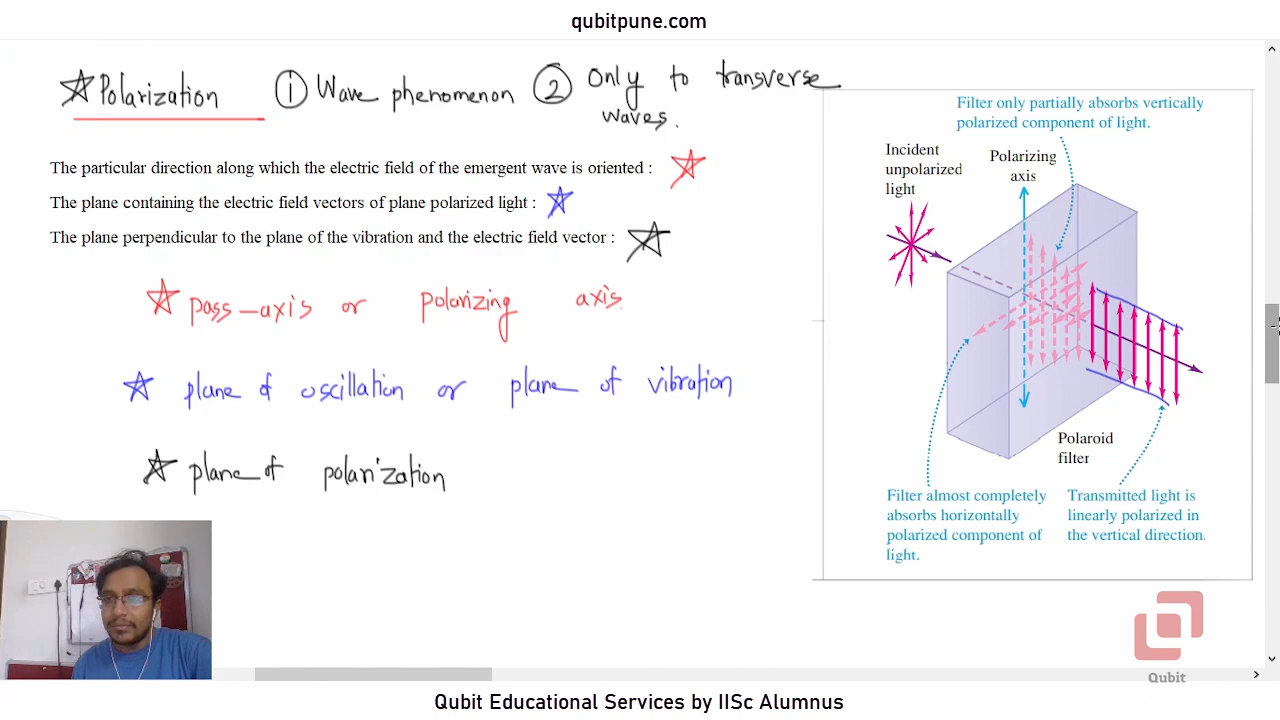 qubitpune.com
Polarization ① Wave phenomenon ② Only to transverse
waves.
The particular direction along which the electric field of the emergent wave is oriented :
The plane containing the electric field vectors of plane polarized light :
The plane perpendicular to the plane of the vibration and the electric field vector :
pass-axis or polarizing axis.
plane of oscillation or plane of vibration
plane of polarization
Filter only partially absorbs vertically
polarized component of light.
Incident
unpolarized
light
Polarizing
axis
Polaroid
filter
Filter almost completely
absorbs horizontally
polarized component of
light.
Transmitted light is
linearly polarized in
the vertical direction.
Qubit
Qubit Educational Services by IISc Alumnus